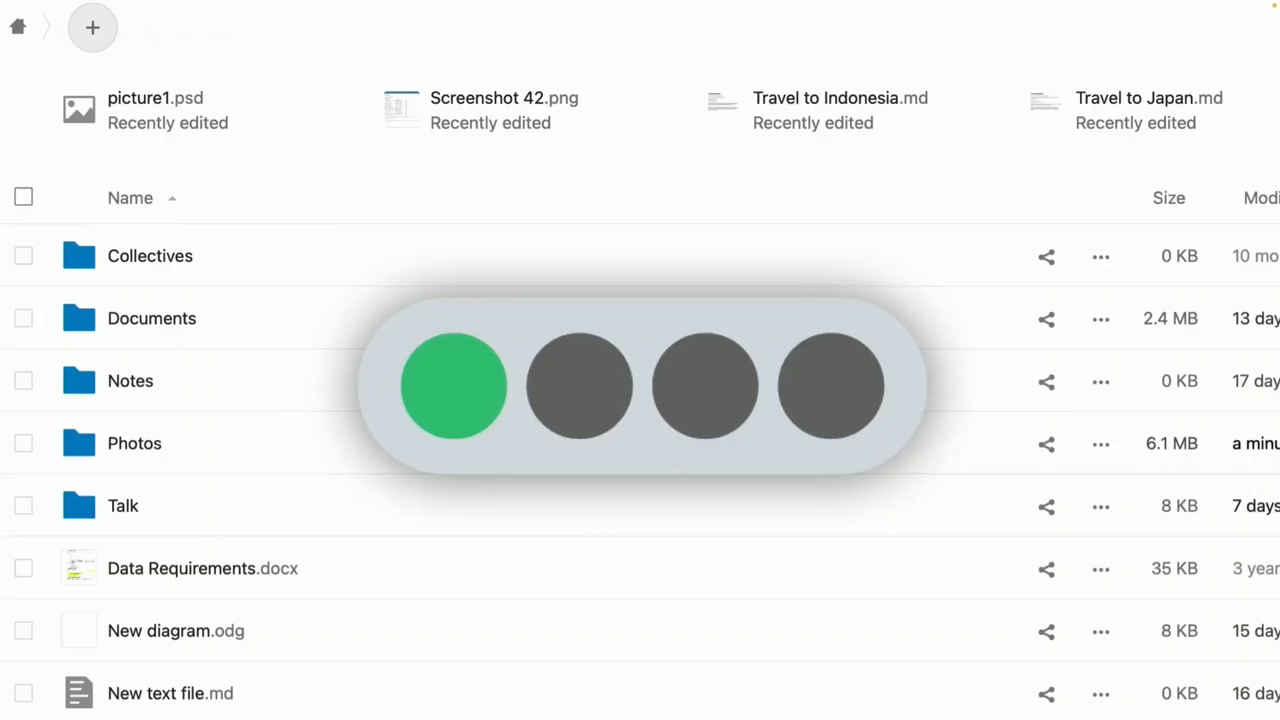 picture1.psd
Recently edited
Screenshot 42.png
Recently edited
Travel to Indonesia.md
Recently edited
Travel to Japan.md
Recently edited
Name Size Modi
Collectives 0 KB 10 mo
Documents 2.4 MB 13 day
Notes 0 KB 17 day
Photos 6.1 MB a minu
Talk 8 KB 7 days
Data Requirements.docx 35 KB 3 year
New diagram.odg 8 KB 15 day
New text file.md 0 KB 16 day